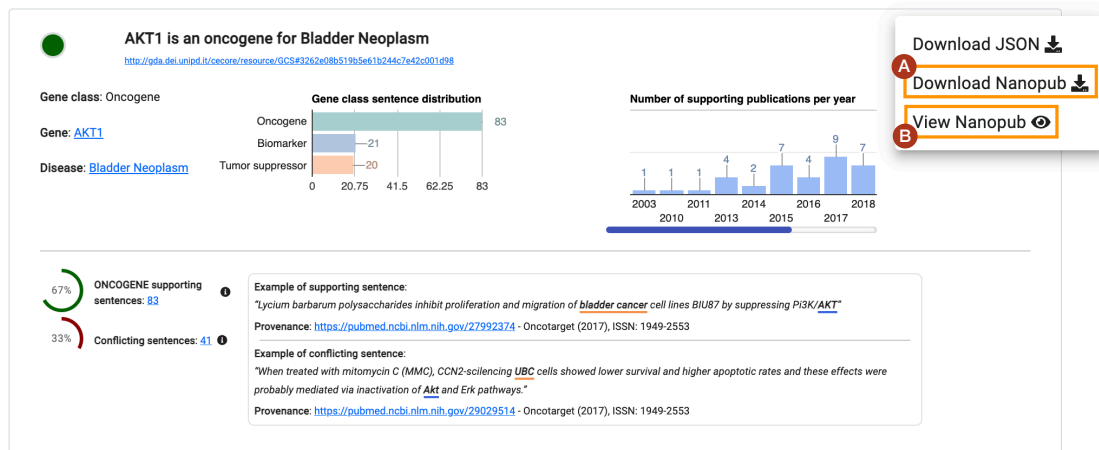 AKT1 is an oncogene for Bladder Neoplasm
http://gda.dei.unipd.it/cecore/resource/GCS#3262e08b519b5e61b244c7e42c001d98
Download JSON
A
Download Nanopub
View Nanopub
B
Gene class: Oncogene
Gene: AKT1
Disease: Bladder Neoplasm
Gene class sentence distribution
Oncogene 83
Biomarker 21
Tumor suppressor 20
0 20.75 41.5 62.25 83
Number of supporting publications per year
1 1 1 4 2 7 4 9 7
2003 2011 2014 2016 2018
2010 2013 2015 2017
67%
ONCOGENE supporting
sentences: 83
33%
Conflicting sentences: 41
Example of supporting sentence:
"Lycium barbarum polysaccharides inhibit proliferation and migration of bladder cancer cell lines BIU87 by suppressing Pi3K/AKT"
Provenance: https://pubmed.ncbi.nlm.nih.gov/27992374 - Oncotarget (2017), ISSN: 1949-2553
Example of conflicting sentence:
"When treated with mitomycin C (MMC), CCN2-scilencing UBC cells showed lower survival and higher apoptotic rates and these effects were
probably mediated via inactivation of Akt and Erk pathways."
Provenance: https://pubmed.ncbi.nlm.nih.gov/29029514 - Oncotarget (2017), ISSN: 1949-2553